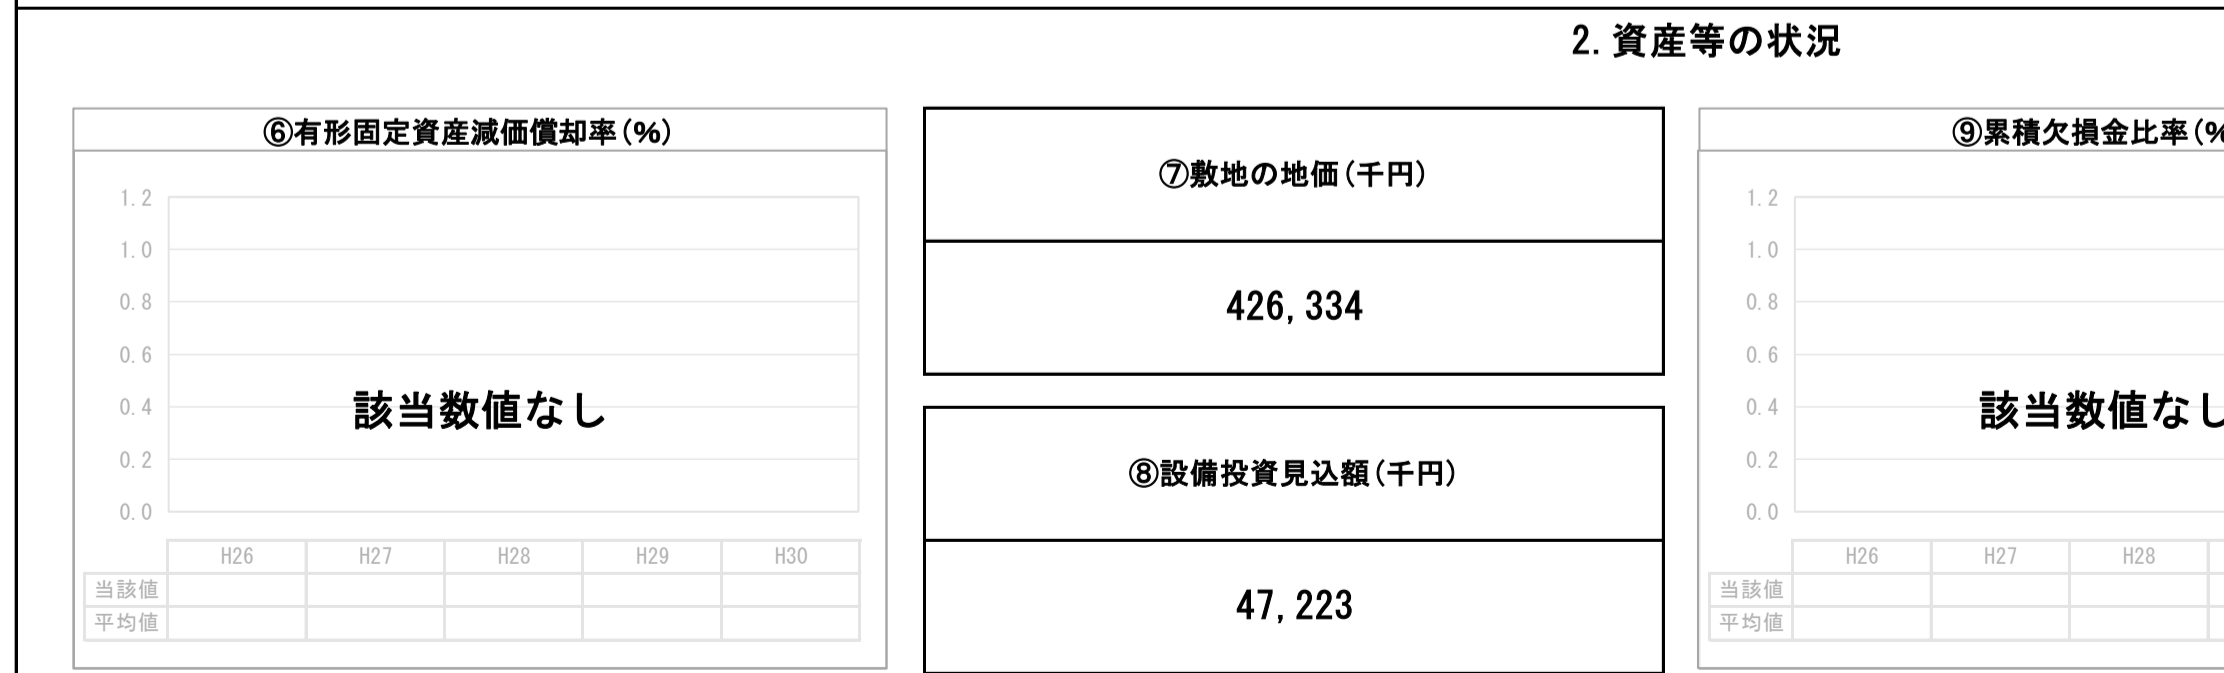 2.資産等の状況
⑥有形固定資産減価償却率(%)
1.2
1.0
0.8
0.6
0.4
0.2
0.0
該当数値なし
H26 H27 H28 H29 H30
当該値
平均値
⑦敷地の地価(千円)
426,334
⑧設備投資見込額(千円)
47,223
⑨累積欠損金比率(%
1.2
1.0
0.8
0.6
0.4
0.2
0.0
該当数値なし
H26 H27 H28
当該値
平均値